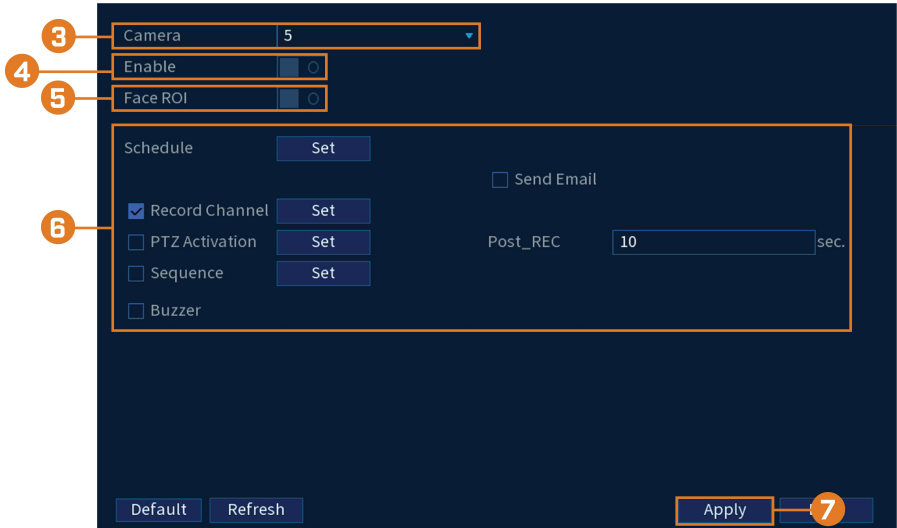 3 Camera 5
4 Enable
5 Face ROI
Schedule Set
Send Email
Record Channel Set
6 PTZ Activation Set Post_REC 10 sec.
Sequence Set
Buzzer
Default Refresh Apply 7